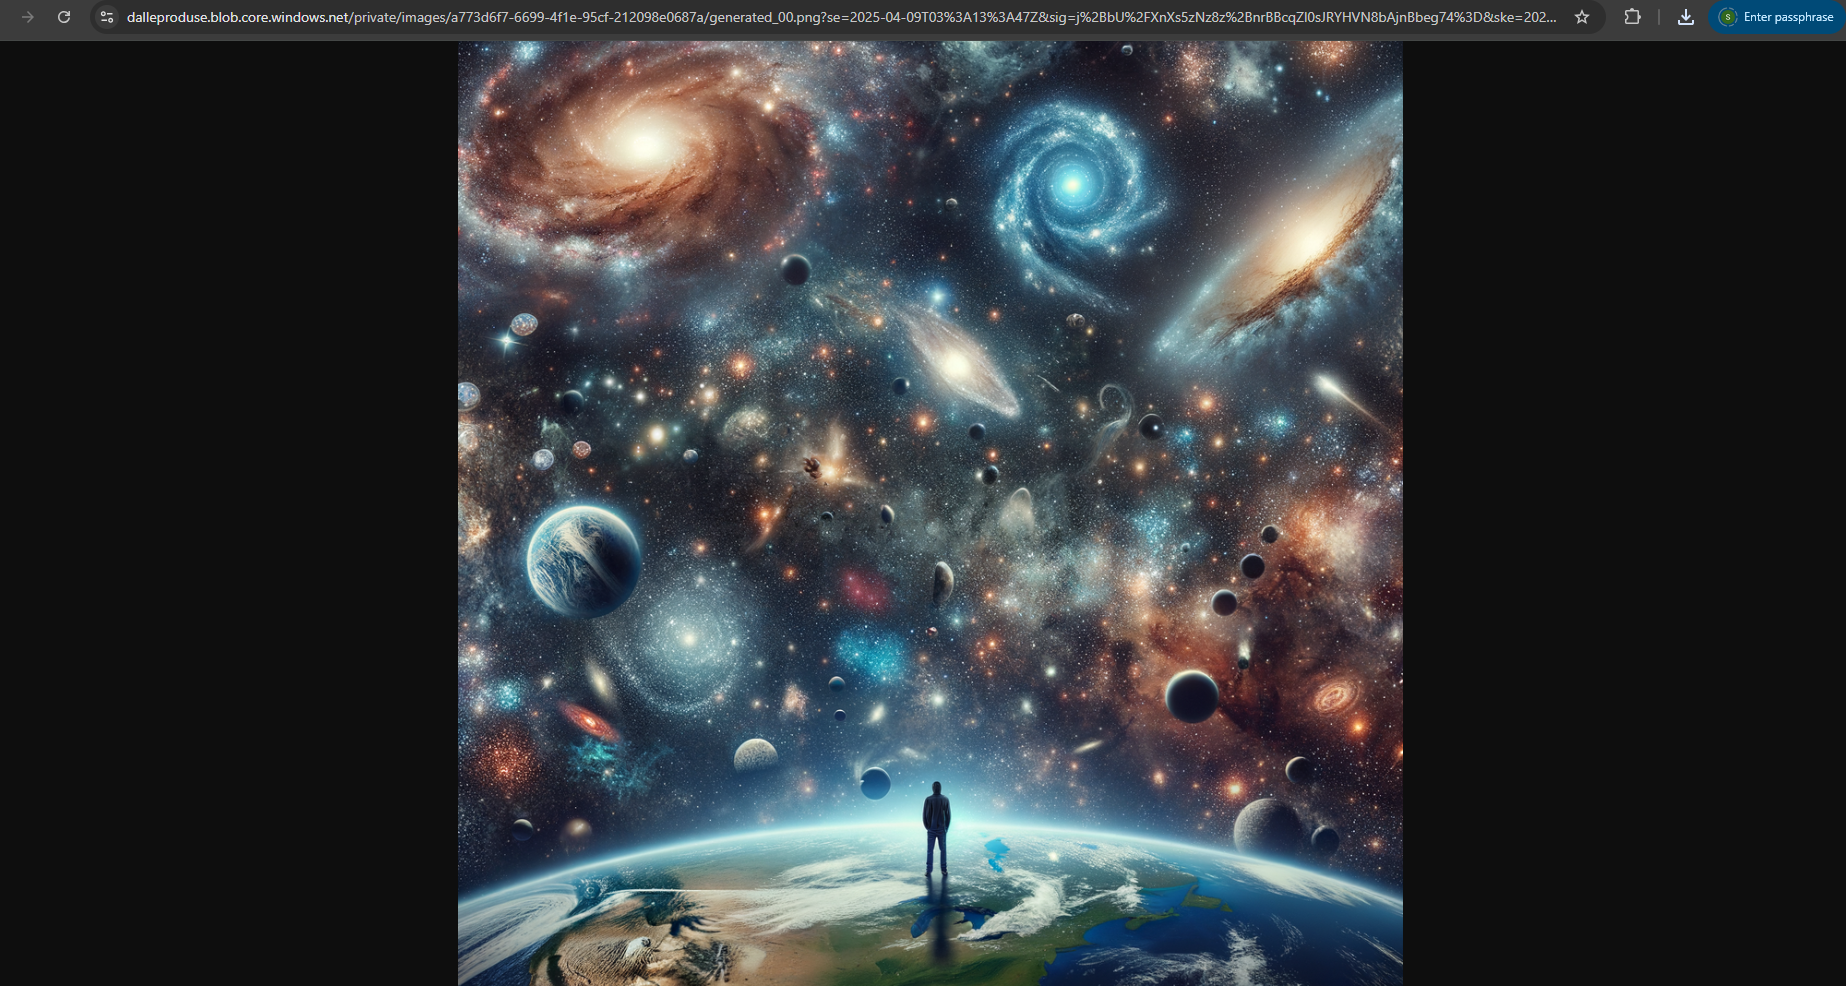 dalleproduse.blob.core.windows.net/private/images/a773d6f7-6699-4f1e-95cf-212098e0687a/generated_00.png?se=2025-04-09T03%3A13%3A47Z&sig=j%2BbU%2FXnXs5zNz8z%2BnrBBcqZl0sJRYHVN8bAjnBbeg74%3D&ske=202...
S
Enter passphrase